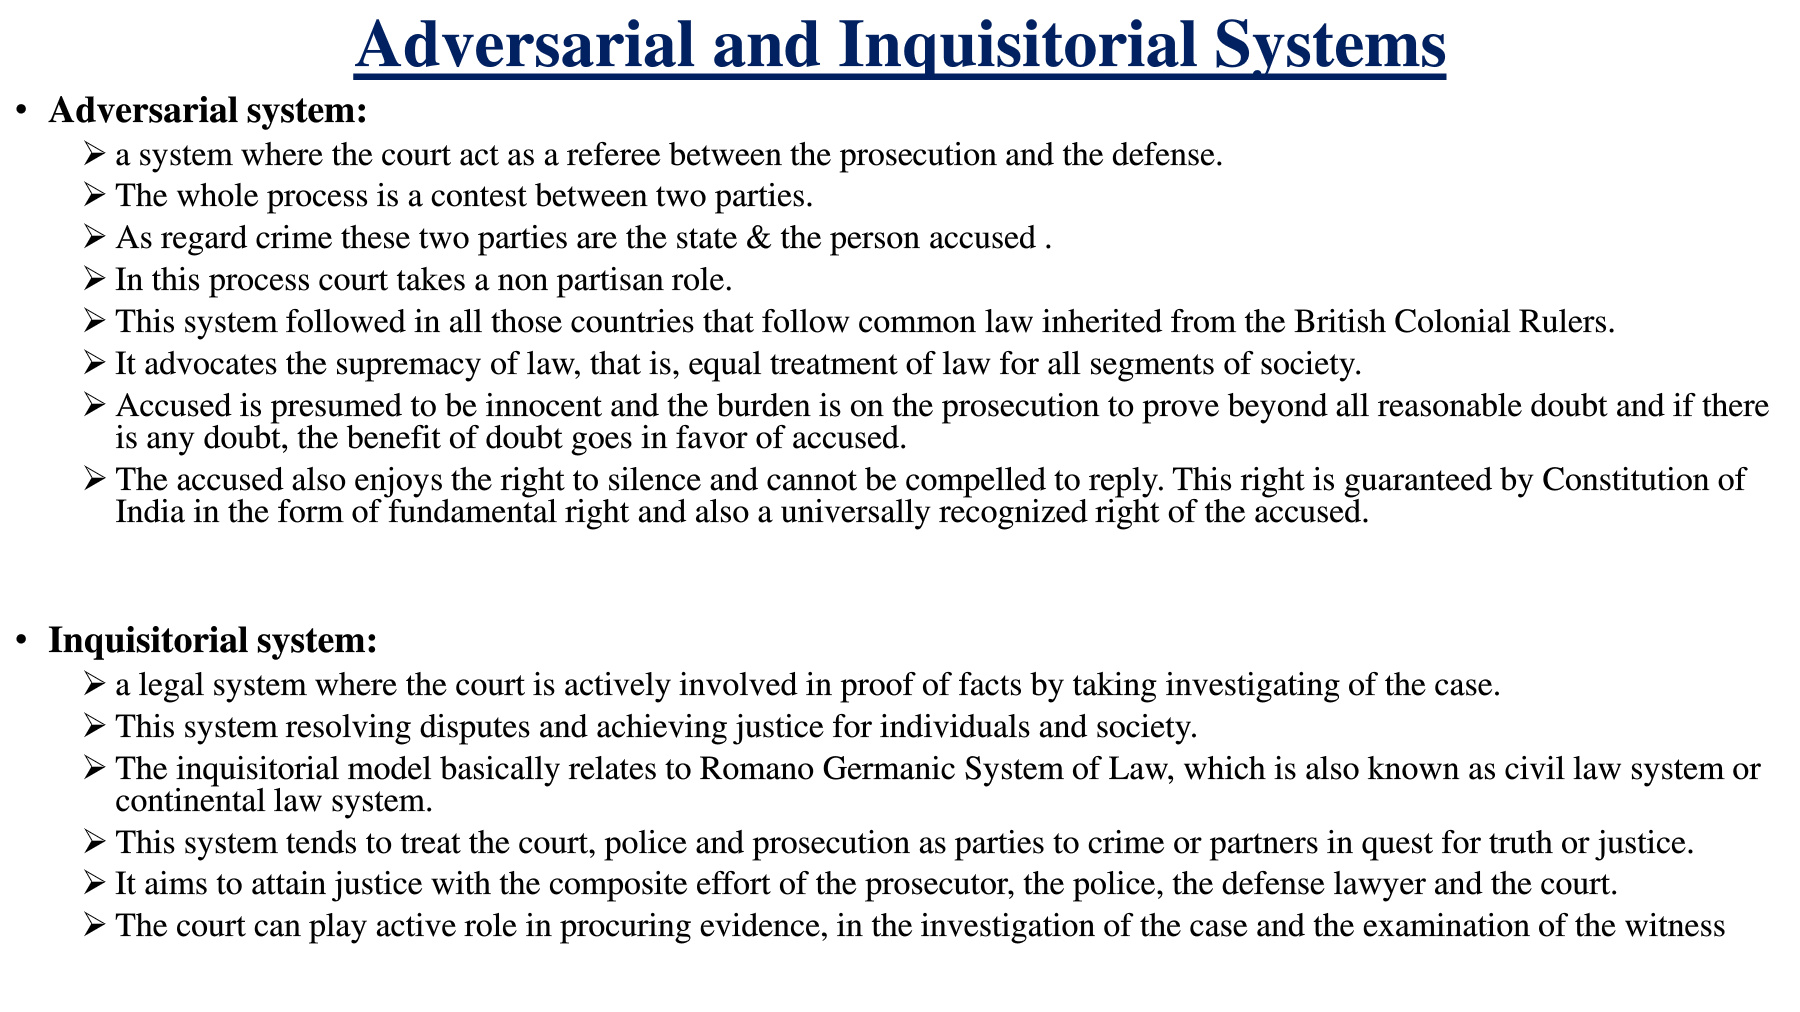 Adversarial and Inquisitorial Systems
• Adversarial system:
➢ a system where the court act as a referee between the prosecution and the defense.
➢ The whole process is a contest between two parties.
➢ As regard crime these two parties are the state & the person accused .
➢ In this process court takes a non partisan role.
➢ This system followed in all those countries that follow common law inherited from the British Colonial Rulers.
➢ It advocates the supremacy of law, that is, equal treatment of law for all segments of society.
➢ Accused is presumed to be innocent and the burden is on the prosecution to prove beyond all reasonable doubt and if there
is any doubt, the benefit of doubt goes in favor of accused.
➢ The accused also enjoys the right to silence and cannot be compelled to reply. This right is guaranteed by Constitution of
India in the form of fundamental right and also a universally recognized right of the accused.
• Inquisitorial system:
➢ a legal system where the court is actively involved in proof of facts by taking investigating of the case.
➢ This system resolving disputes and achieving justice for individuals and society.
➢ The inquisitorial model basically relates to Romano Germanic System of Law, which is also known as civil law system or
continental law system.
➢ This system tends to treat the court, police and prosecution as parties to crime or partners in quest for truth or justice.
➢ It aims to attain justice with the composite effort of the prosecutor, the police, the defense lawyer and the court.
➢ The court can play active role in procuring evidence, in the investigation of the case and the examination of the witness